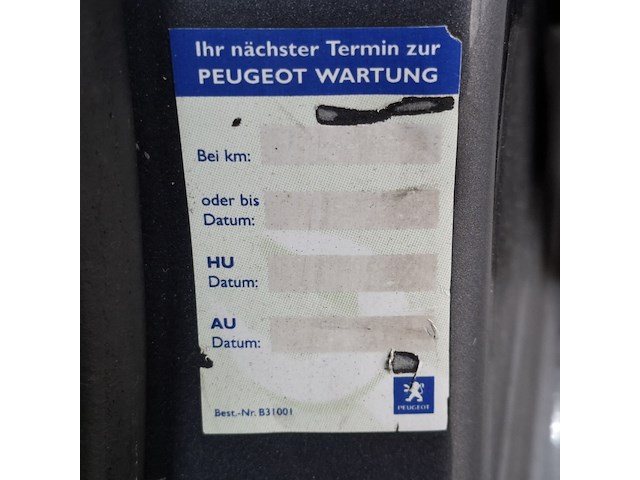 Ihr nächster Termin zur
PEUGEOT WARTUNG
Bei km:
oder bis
Datum:
HU
Datum:
AU
Datum:
Best.-Nr. B31001
PEUGEOT